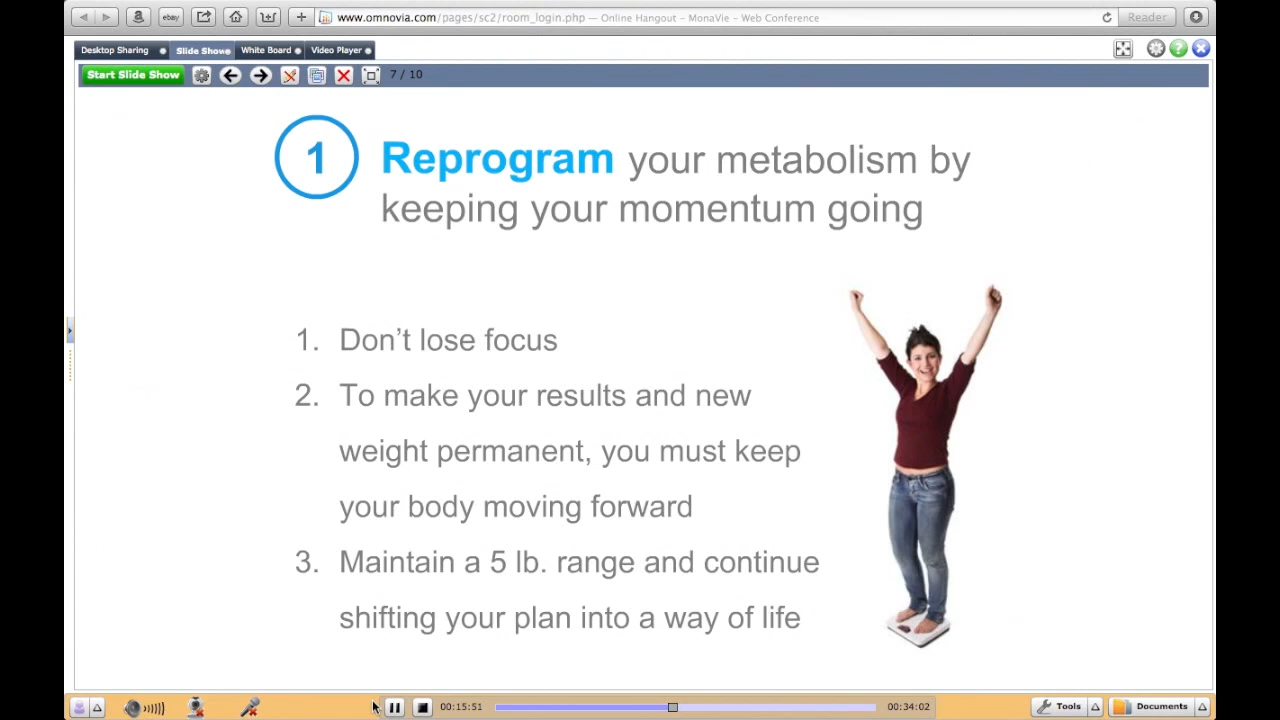 ebay
www.omnovia.com/pages/sc2/room_login.php — Online Hangout – MonaVie – Web Conference
Reader
Desktop Sharing
Slide Show
White Board
Video Player
Start Slide Show
7 / 10
1
Reprogram your metabolism by
keeping your momentum going
1. Don't lose focus
2. To make your results and new
weight permanent, you must keep
your body moving forward
3. Maintain a 5 lb. range and continue
shifting your plan into a way of life
00:15:51
00:34:02
Tools
Documents